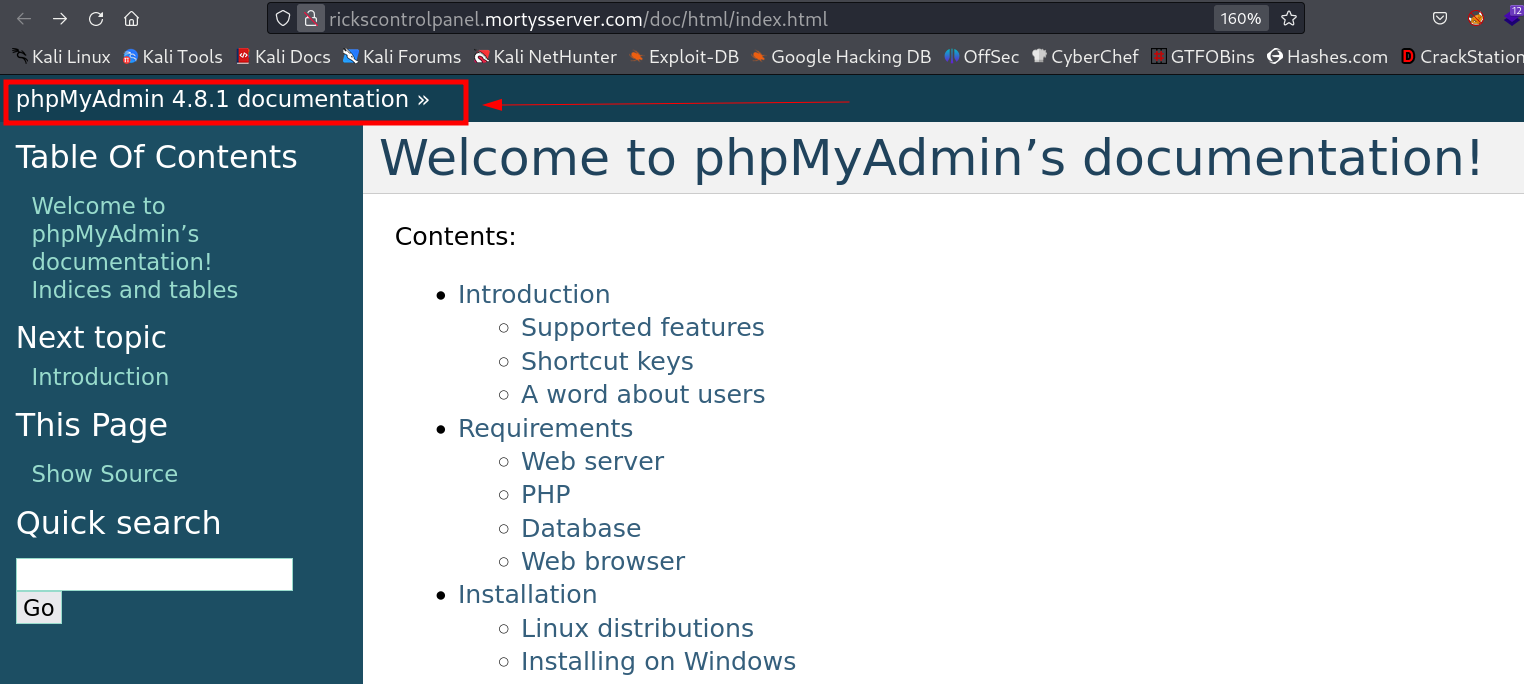 rickscontrolpanel.mortysserver.com/doc/html/index.html 160% 12
Kali Linux Kali Tools Kali Docs Kali Forums Kali NetHunter Exploit-DB Google Hacking DB OffSec CyberChef GTFOBins Hashes.com CrackStation
phpMyAdmin 4.8.1 documentation »
Table Of Contents
Welcome to
phpMyAdmin’s
documentation!
Indices and tables
Next topic
Introduction
This Page
Show Source
Quick search
Go
Welcome to phpMyAdmin’s documentation!
Contents:
Introduction
Supported features
Shortcut keys
A word about users
Requirements
Web server
PHP
Database
Web browser
Installation
Linux distributions
Installing on Windows